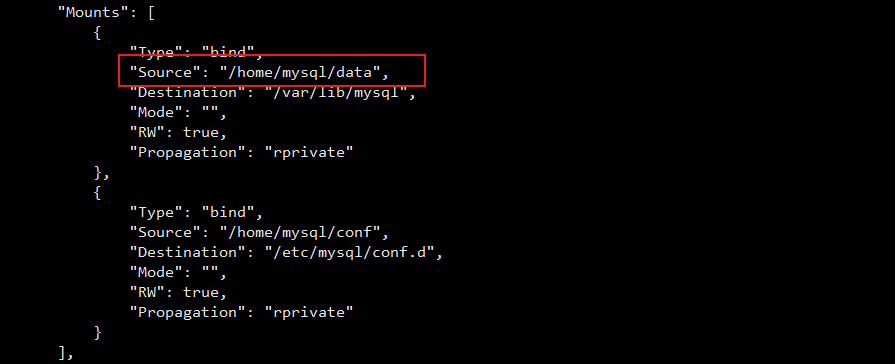 "Mounts": [
{
"Type": "bind",
"Source": "/home/mysql/data",
"Destination": "/var/lib/mysql",
"Mode": "",
"RW": true,
"Propagation": "rprivate"
},
{
"Type": "bind",
"Source": "/home/mysql/conf",
"Destination": "/etc/mysql/conf.d",
"Mode": "",
"RW": true,
"Propagation": "rprivate"
}
],